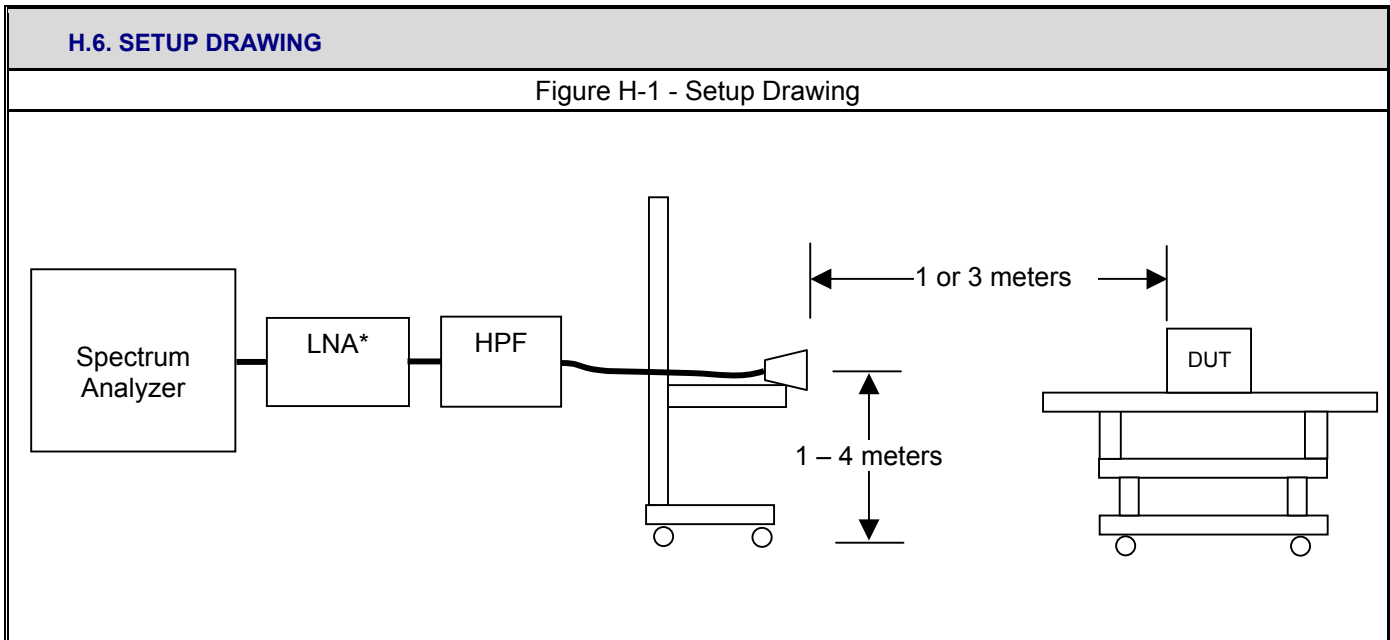 H.6. SETUP DRAWING
Figure H-1 - Setup Drawing
1 or 3 meters
Spectrum
Analyzer
LNA*
HPF
DUT
1 – 4 meters